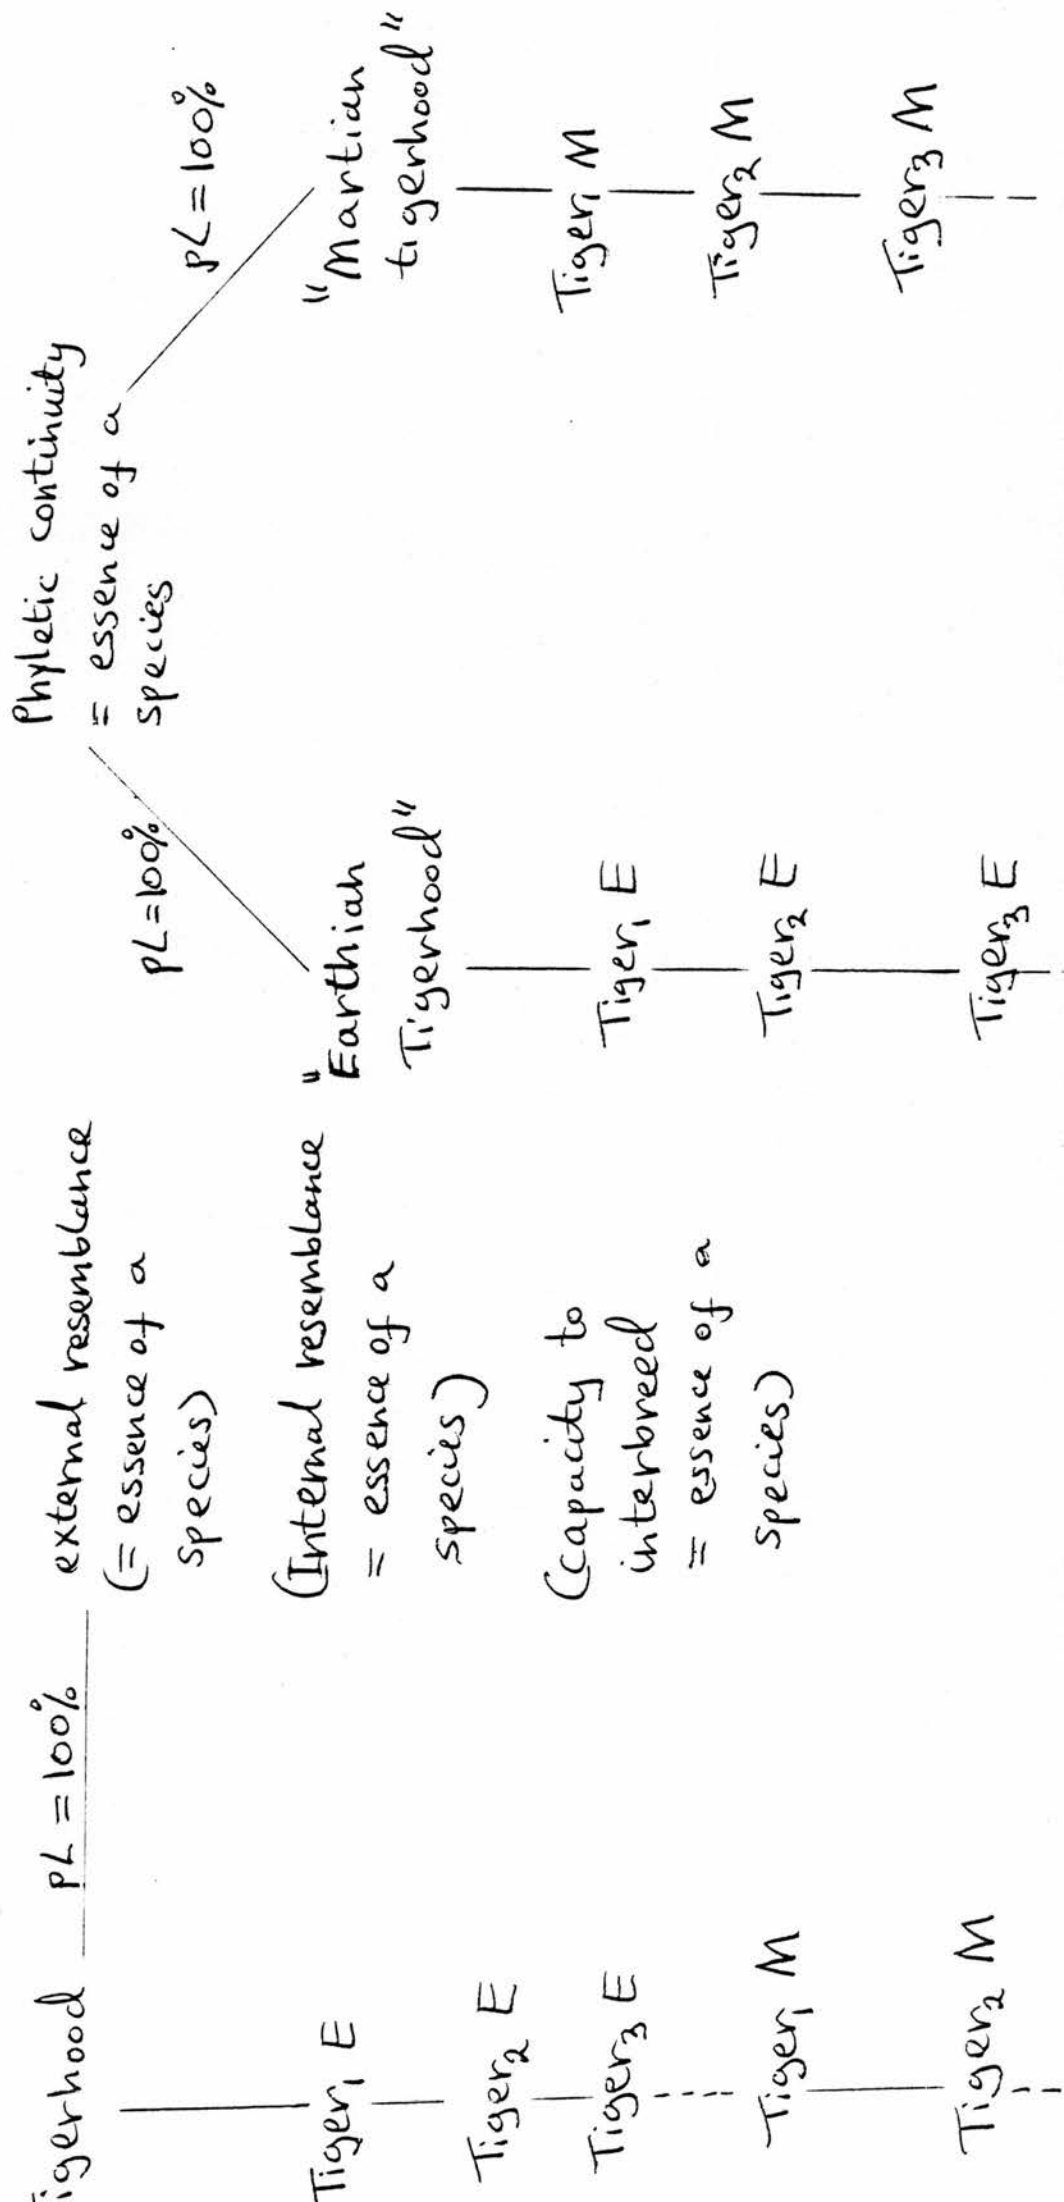 igerhood
pL = 100%
external resemblance
(= essence of a
species)
(Internal resemblance
= essence of a
species)
(capacity to
interbreed
= essence of a
species)
Tiger₁ E
Tiger₂ E
Tiger₃ E
Tiger₁ M
Tiger₂ M
Phyletic continuity
= essence of a
species
pL = 100%
"Earthian
Tigerhood"
Tiger₁ E
Tiger₂ E
Tiger₃ E
pL = 100%
"Martian
tigerhood"
Tiger₁ M
Tiger₂ M
Tiger₃ M